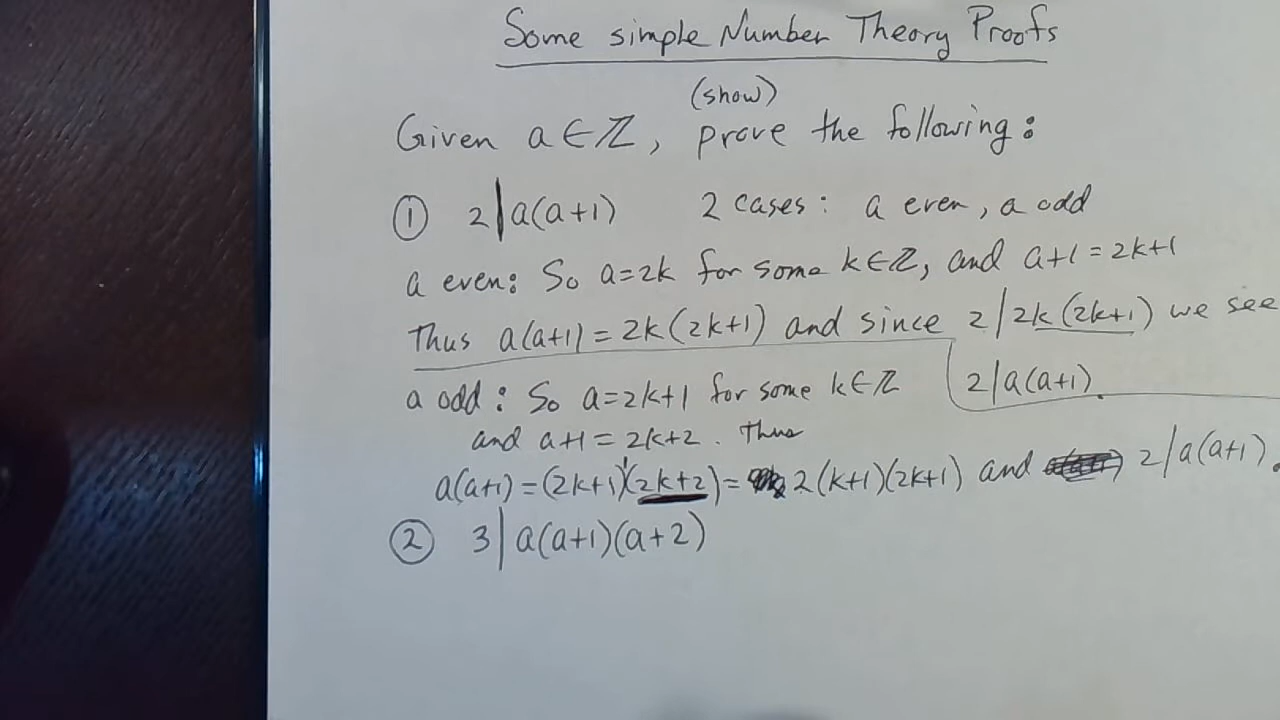 Some simple Number Theory Proofs
(show)
Given a ∈ ℤ, prove the following:
① 2|a(a+1) 2 cases: a even, a odd
a even: So a=2k for some k∈ℤ, and a+1=2k+1
Thus a(a+1)=2k(2k+1) and since 2|2k(2k+1) we see
2|a(a+1).
a odd: So a=2k+1 for some k∈ℤ
and a+1=2k+2. Thus
a(a+1)=(2k+1)(2k+2)=2(k+1)(2k+1) and 2|a(a+1).
② 3|a(a+1)(a+2)